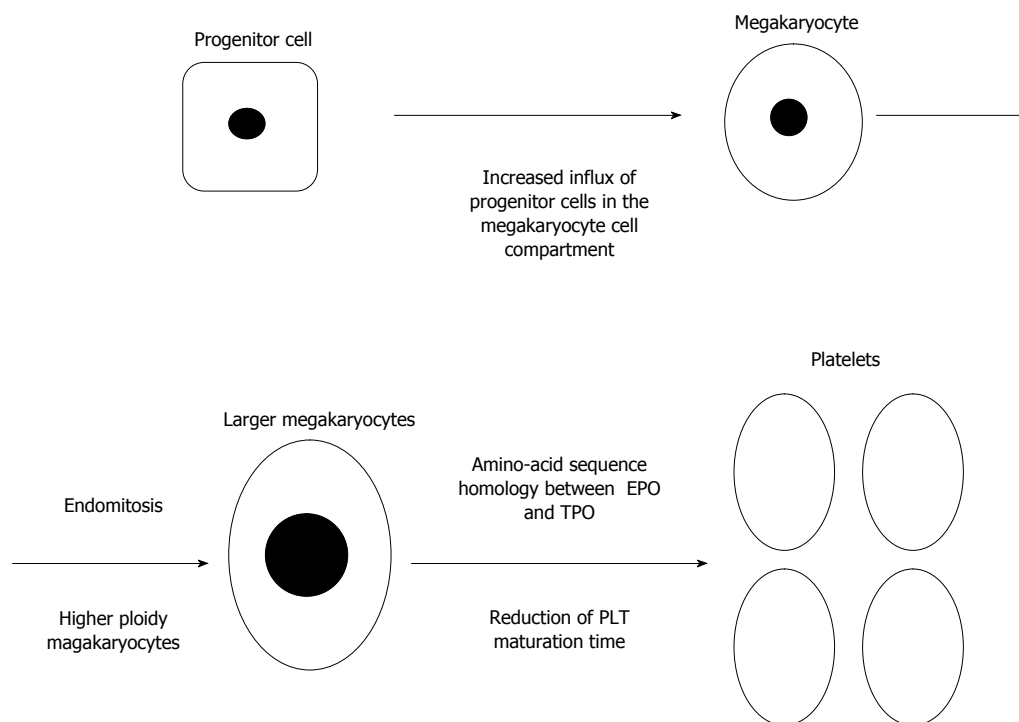 Progenitor cell
Megakaryocyte
Increased influx of
progenitor cells in the
megakaryocyte cell
compartment
Platelets
Larger megakaryocytes
Endomitosis
Higher ploidy
magakaryocytes
Amino-acid sequence
homology between EPO
and TPO
Reduction of PLT
maturation time